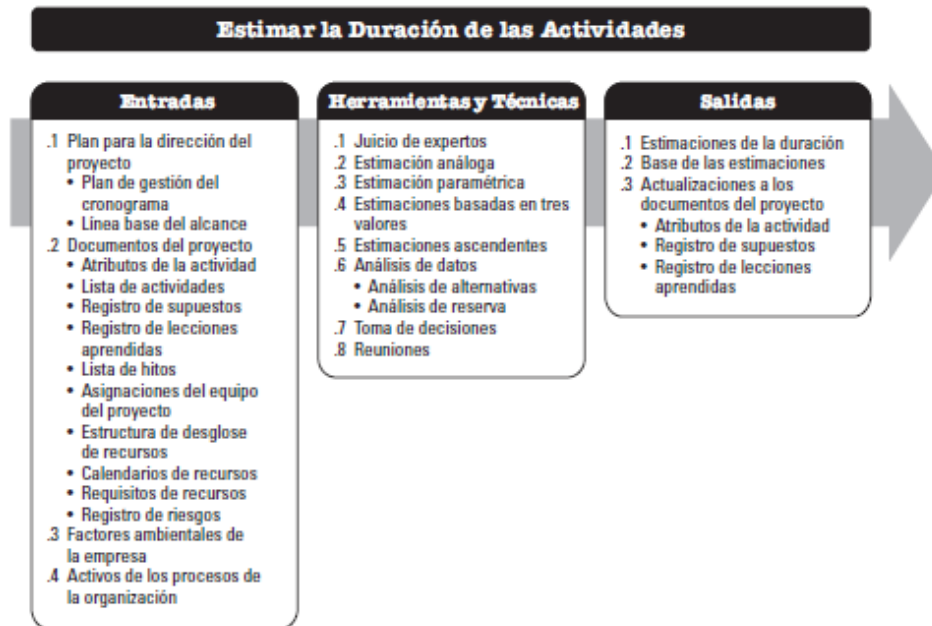 Estimar la Duración de las Actividades
Entradas
.1 Plan para la dirección del
proyecto
• Plan de gestión del
cronograma
• Línea base del alcance
.2 Documentos del proyecto
• Atributos de la actividad
• Lista de actividades
• Registro de supuestos
• Registro de lecciones
aprendidas
• Lista de hitos
• Asignaciones del equipo
del proyecto
• Estructura de desglose
de recursos
• Calendarios de recursos
• Requisitos de recursos
• Registro de riesgos
.3 Factores ambientales de
la empresa
.4 Activos de los procesos de
la organización
Herramientas y Técnicas
.1 Juicio de expertos
.2 Estimación análoga
.3 Estimación paramétrica
.4 Estimaciones basadas en tres
valores
.5 Estimaciones ascendentes
.6 Análisis de datos
• Análisis de alternativas
• Análisis de reserva
.7 Toma de decisiones
.8 Reuniones
Salidas
.1 Estimaciones de la duración
.2 Base de las estimaciones
.3 Actualizaciones a los
documentos del proyecto
• Atributos de la actividad
• Registro de supuestos
• Registro de lecciones
aprendidas